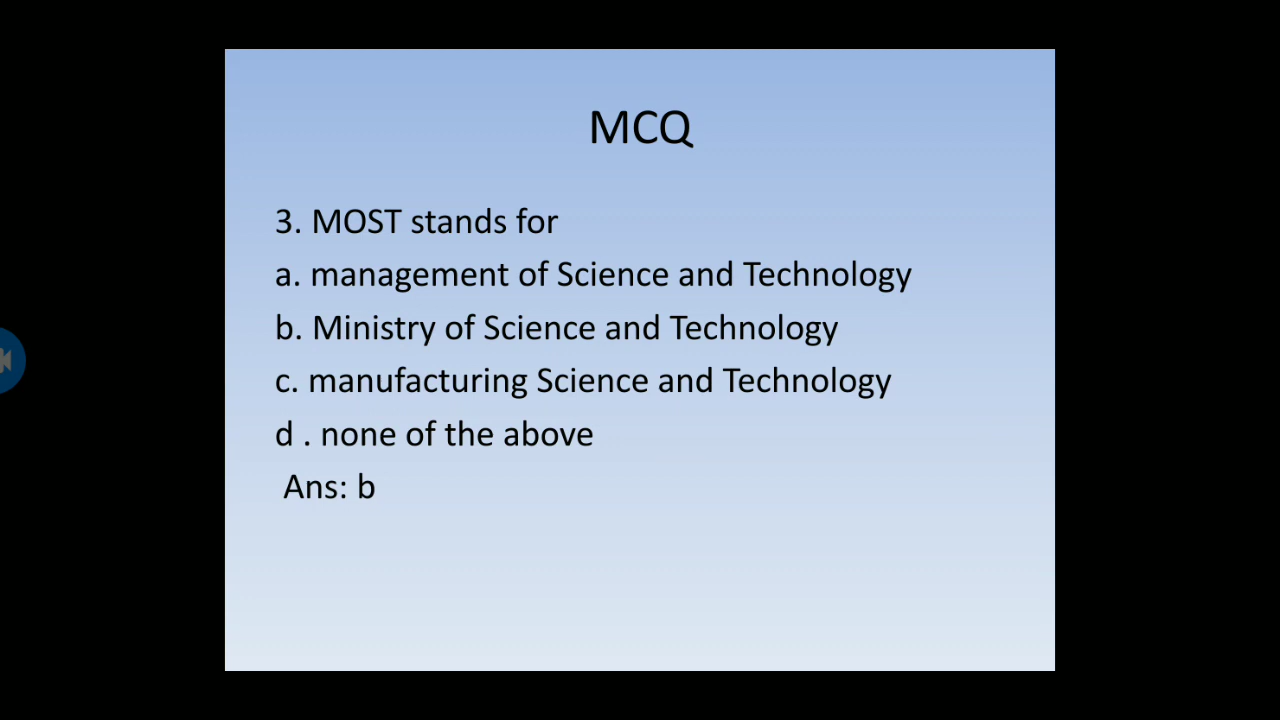 MCQ
3. MOST stands for
a. management of Science and Technology
b. Ministry of Science and Technology
c. manufacturing Science and Technology
d . none of the above
Ans: b